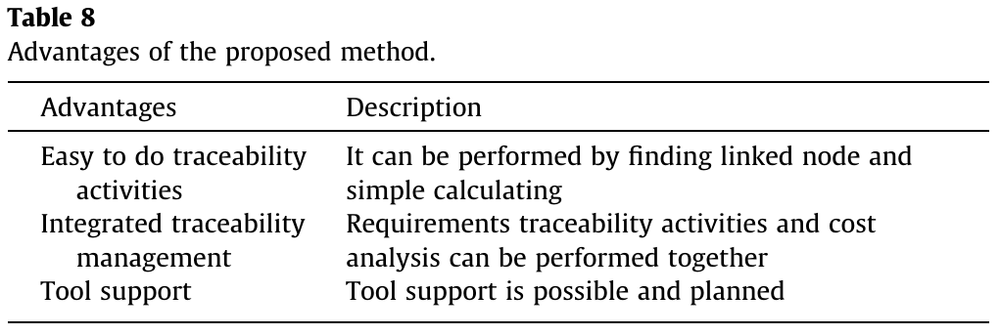 Table 8
Advantages of the proposed method.
Advantages Description
Easy to do traceability It can be performed by finding linked node and
activities simple calculating
Integrated traceability Requirements traceability activities and cost
management analysis can be performed together
Tool support Tool support is possible and planned